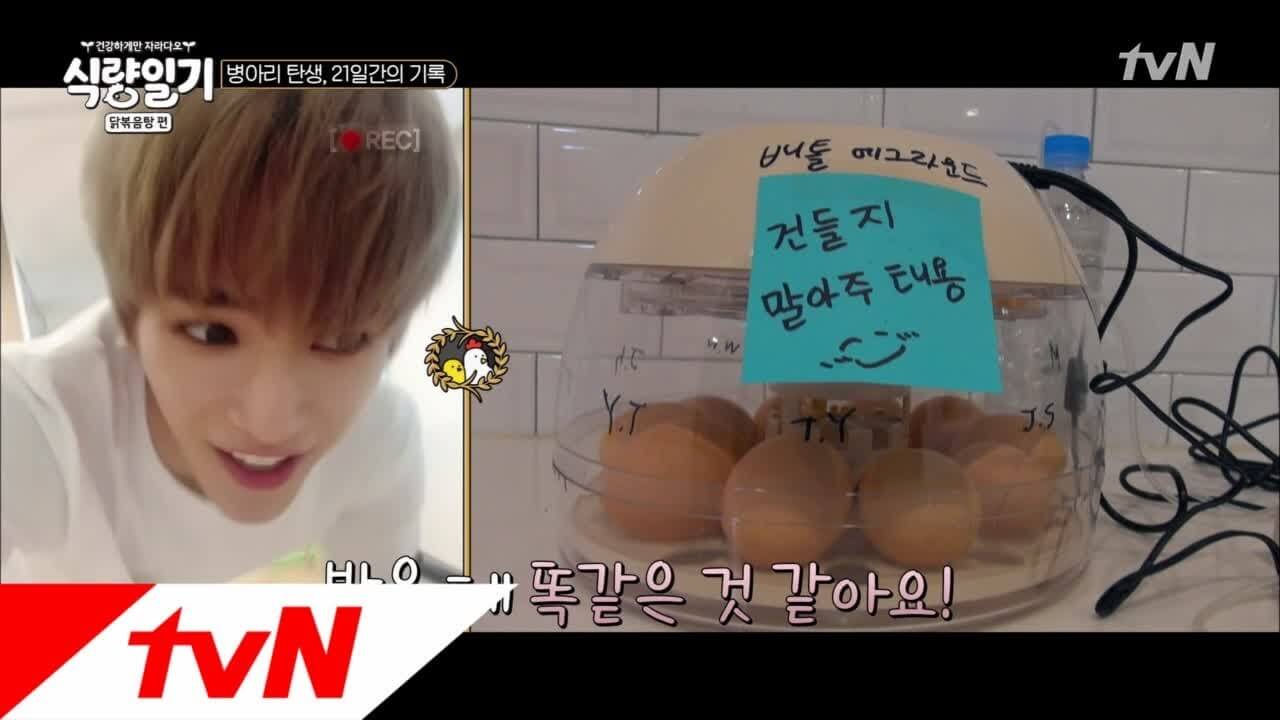 건강하게만 자라다오
식량일기
닭볶음탕 편
병아리 탄생, 21일간의 기록
tvN
REC
배틀 에그라운드
건들지
말아주 태용
Y.T
T.Y
J.S
M
똑같은 것 같아요!
tvN